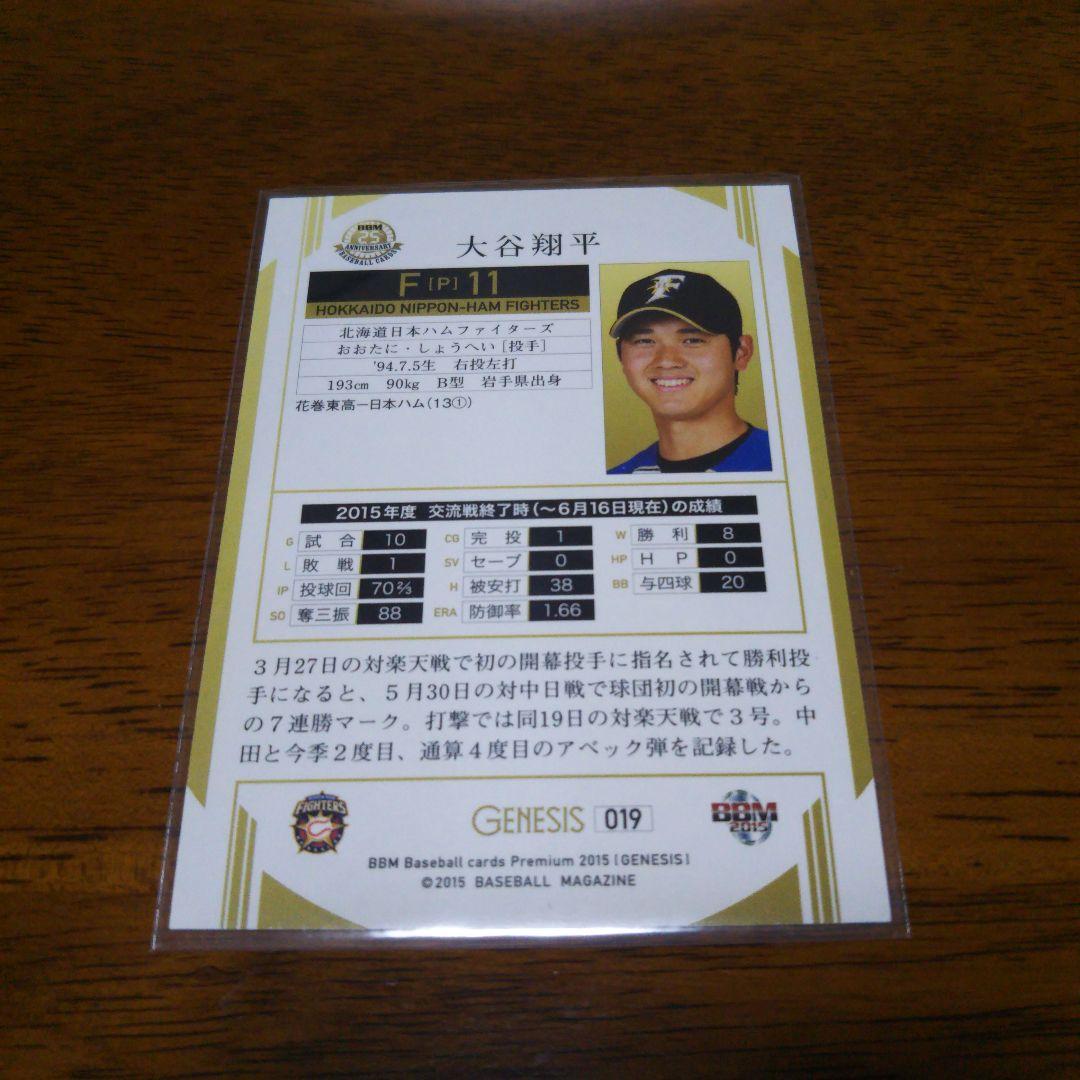 BBM
25
ANNIVERSARY
BASEBALL CARDS
大谷翔平
F [P] 11
HOKKAIDO NIPPON-HAM FIGHTERS
北海道日本ハムファイターズ
おおたに・しょうへい［投手］
'94.7.5生 右投左打
193cm 90kg B型 岩手県出身
花巻東高ー日本ハム（13①）
F
2015年度 交流戦終了時（～6月16日現在）の成績
G 試合 10 CG 完投 1 W 勝利 8
L 敗戦 1 SV セーブ 0 HP HP 0
IP 投球回 70⅔ H 被安打 38 BB 与四球 20
SO 奪三振 88 ERA 防御率 1.66
3月27日の対楽天戦で初の開幕投手に指名されて勝利投
手になると、5月30日の対中日戦で球団初の開幕戦から
の7連勝マーク。打撃では同19日の対楽天戦で3号。中
田と今季2度目、通算4度目のアベック弾を記録した。
FIGHTERS
GENESIS 019
BBM
2015
BBM Baseball cards Premium 2015 [GENESIS]
©2015 BASEBALL MAGAZINE